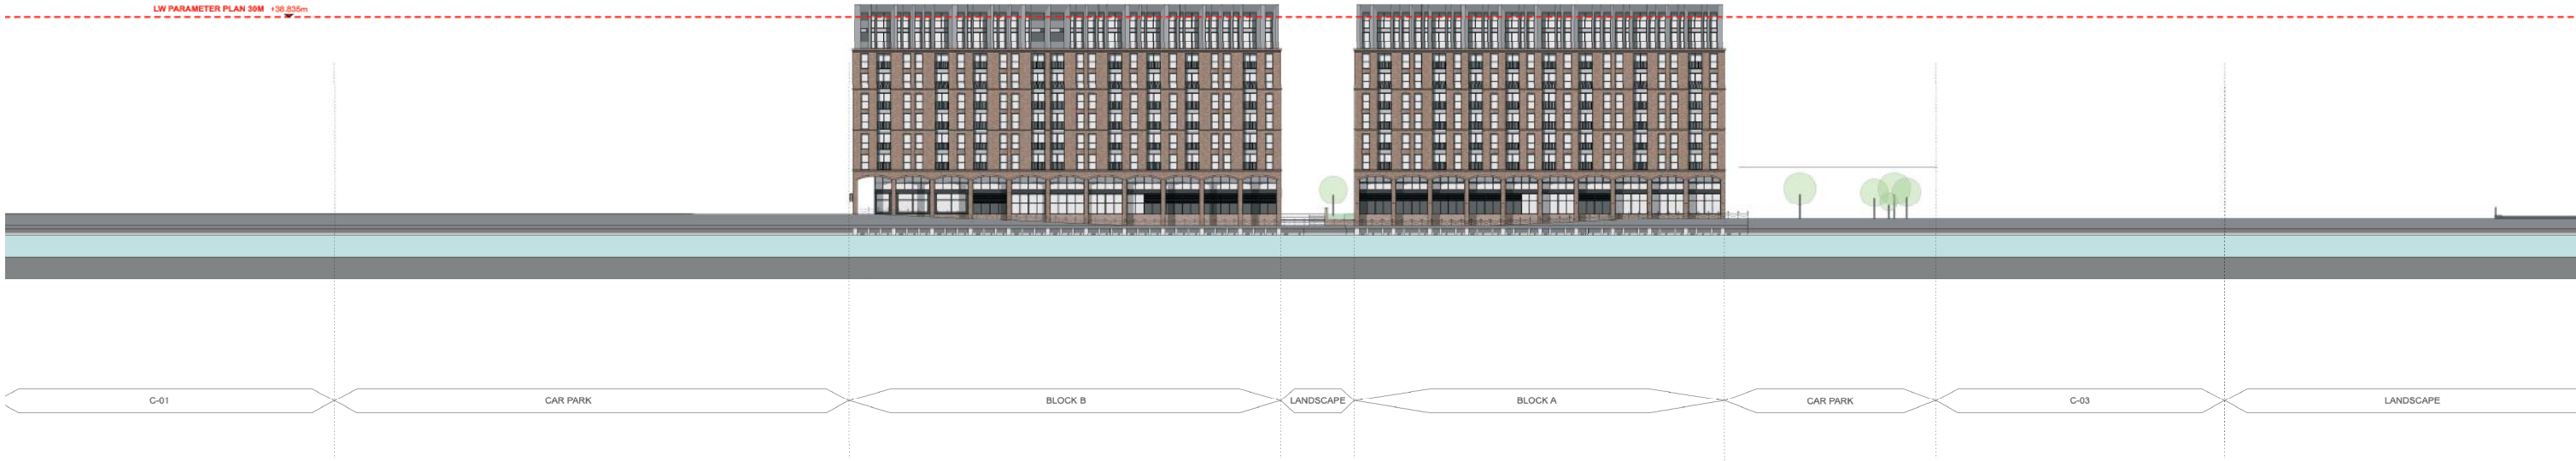 LW PARAMETER PLAN 30M +38.835m
C-01
CAR PARK
BLOCK B
LANDSCAPE
BLOCK A
CAR PARK
C-03
LANDSCAPE